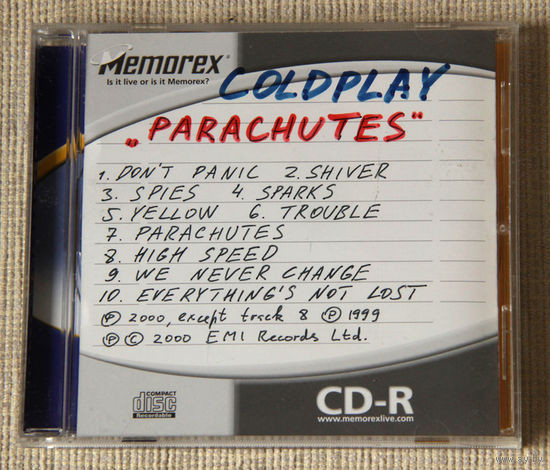 Memorex®
Is it live or is it Memorex?®
COLDPLAY
„PARACHUTES"
1. DON'T PANIC 2. SHIVER
3. SPIES 4. SPARKS
5. YELLOW 6. TROUBLE
7. PARACHUTES
8. HIGH SPEED
9. WE NEVER CHANGE
10. EVERYTHING'S NOT LOST
℗ 2000, except track 8 ℗ 1999
℗ © 2000 EMI Records Ltd.
COMPACT
disc
Recordable
CD-R
www.memorexlive.com